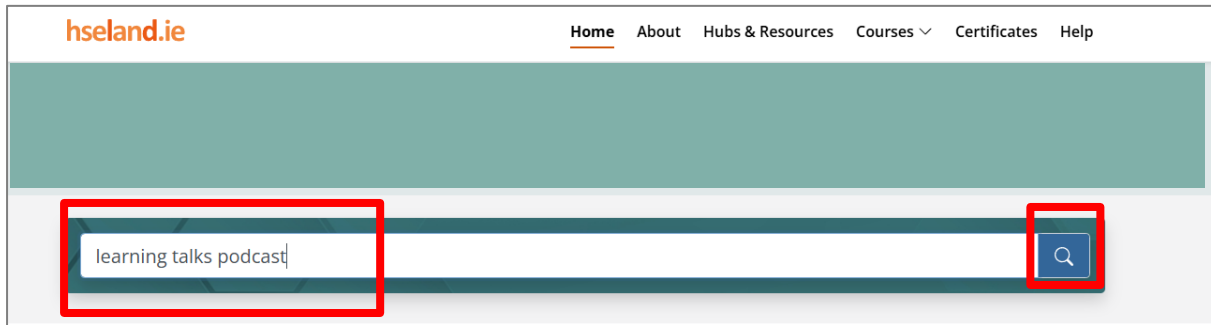 hseland.ie Home About Hubs & Resources Courses Certificates Help
learning talks podcast